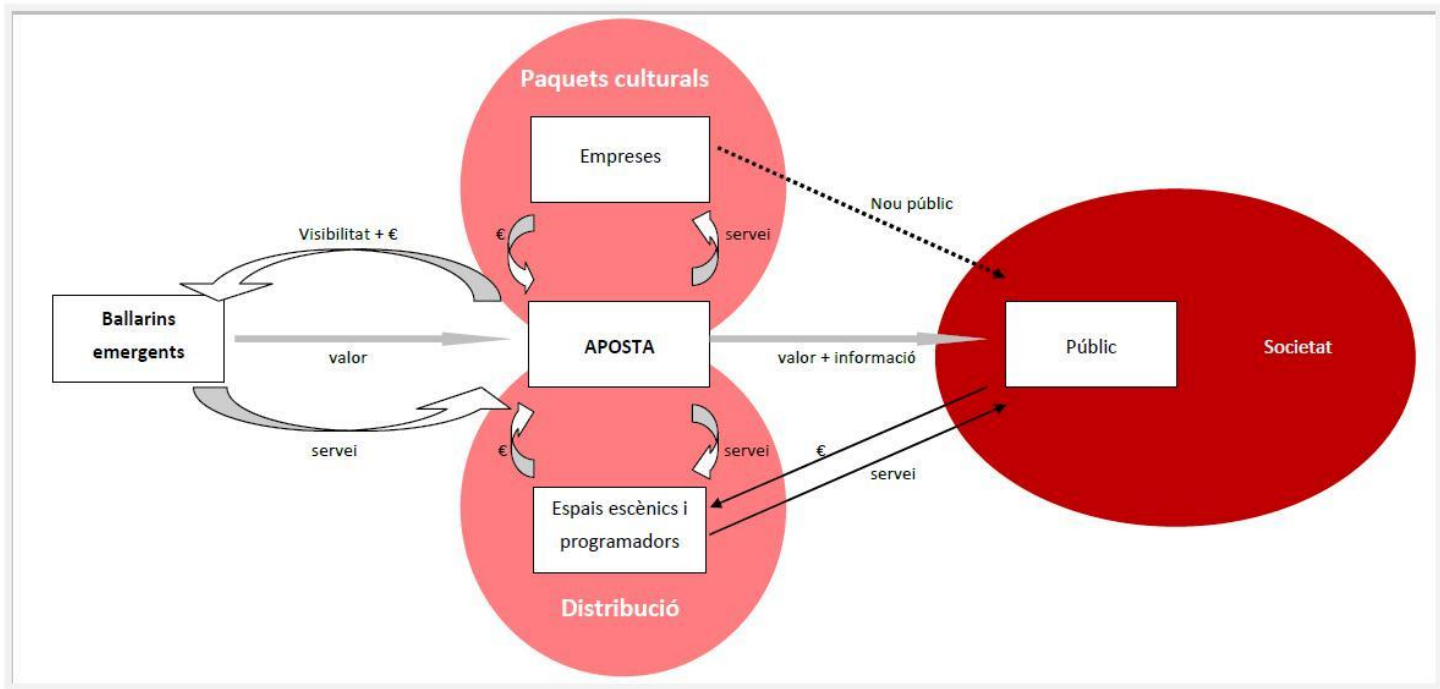 Paquets culturals
Empreses
Nou públic
Visibilitat + €
€
servei
Ballarins
emergents
valor
APOSTA
valor + informació
Públic
Societat
servei
€
servei
€
servei
Espais escènics i
programadors
Distribució